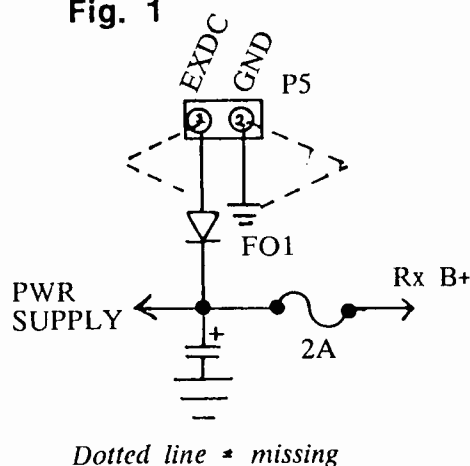 Fig. 1
EXDC
GND
P5
1
2
FO1
PWR
SUPPLY
+
Rx B+
2A
Dotted line = missing